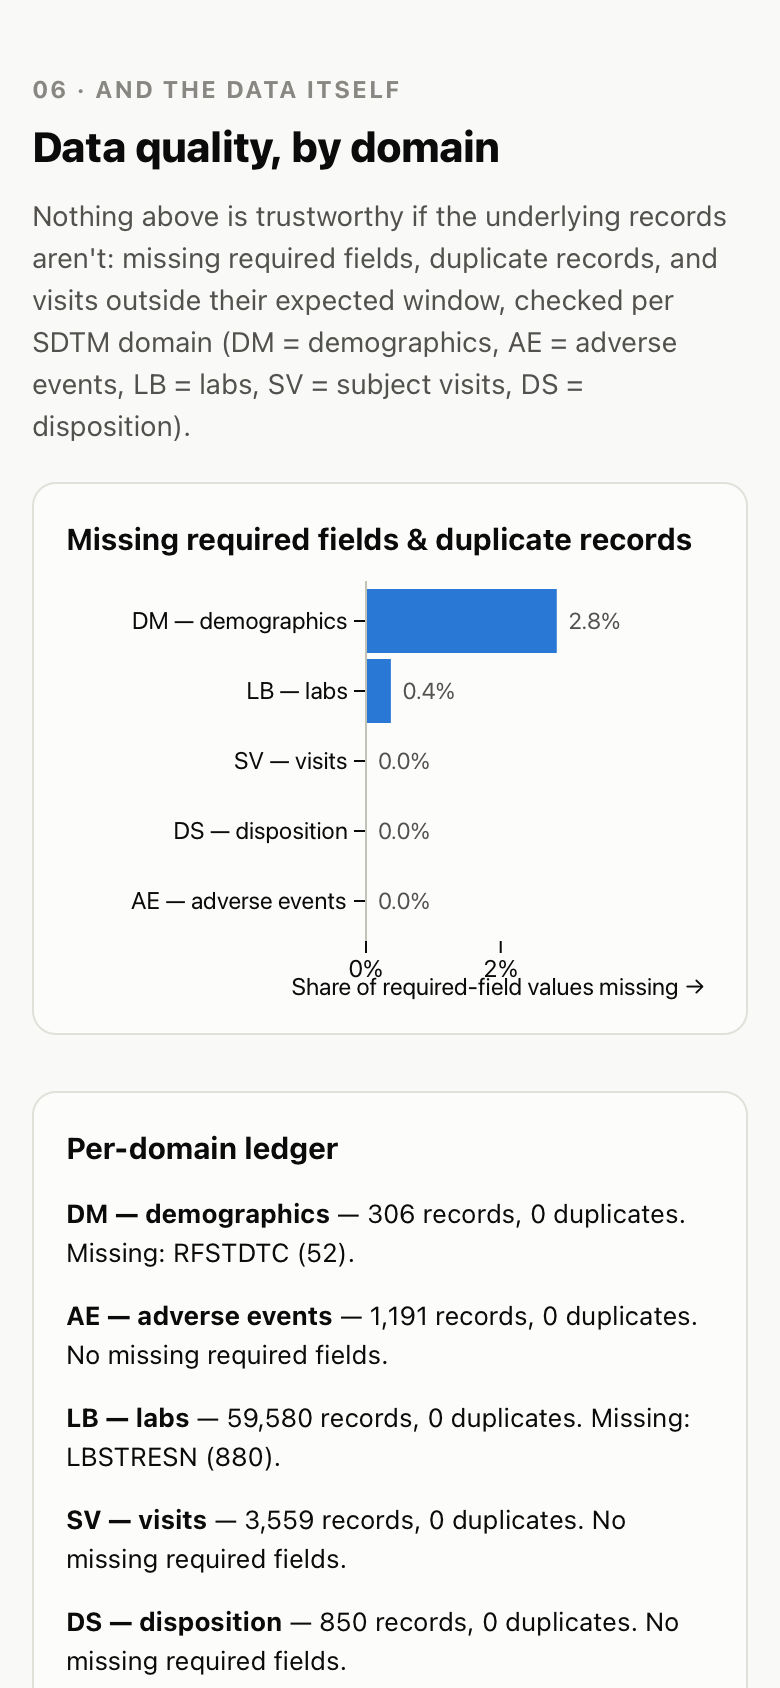 06 · AND THE DATA ITSELF
Data quality, by domain
Nothing above is trustworthy if the underlying records
aren't: missing required fields, duplicate records, and
visits outside their expected window, checked per
SDTM domain (DM = demographics, AE = adverse
events, LB = labs, SV = subject visits, DS =
disposition).
Missing required fields & duplicate records
DM — demographics 2.8%
LB — labs 0.4%
SV — visits 0.0%
DS — disposition 0.0%
AE — adverse events 0.0%
0% 2%
Share of required-field values missing →
Per-domain ledger
DM — demographics — 306 records, 0 duplicates.
Missing: RFSTDTC (52).
AE — adverse events — 1,191 records, 0 duplicates.
No missing required fields.
LB — labs — 59,580 records, 0 duplicates. Missing:
LBSTRESN (880).
SV — visits — 3,559 records, 0 duplicates. No
missing required fields.
DS — disposition — 850 records, 0 duplicates. No
missing required fields.